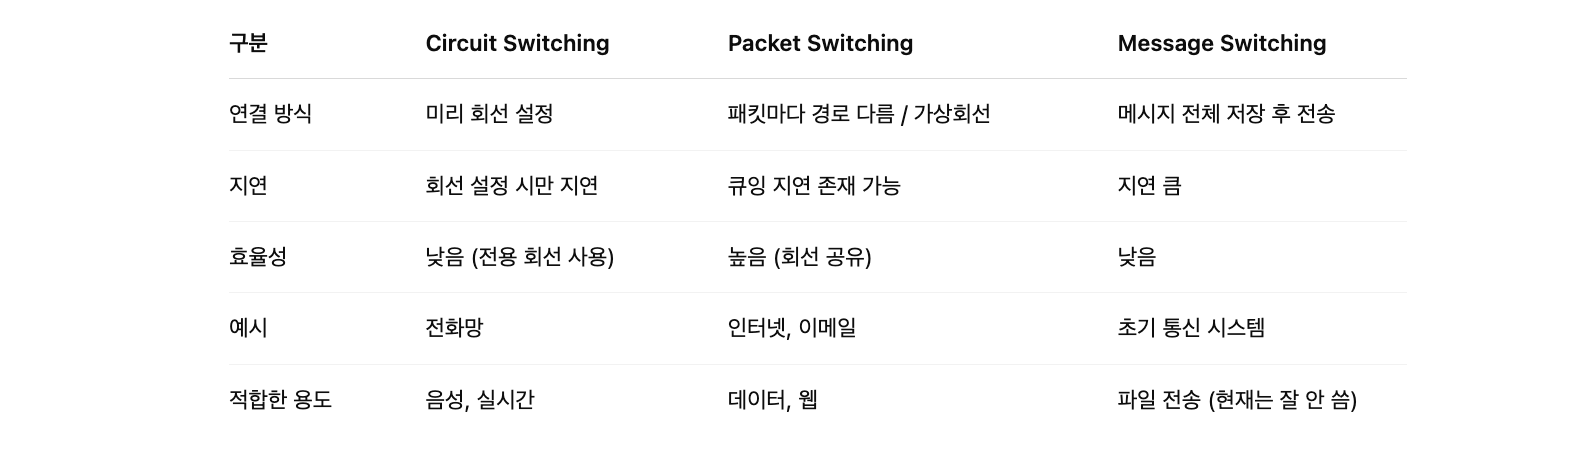 구분 Circuit Switching Packet Switching Message Switching
연결 방식 미리 회선 설정 패킷마다 경로 다름 / 가상회선 메시지 전체 저장 후 전송
지연 회선 설정 시만 지연 큐잉 지연 존재 가능 지연 큼
효율성 낮음 (전용 회선 사용) 높음 (회선 공유) 낮음
예시 전화망 인터넷, 이메일 초기 통신 시스템
적합한 용도 음성, 실시간 데이터, 웹 파일 전송 (현재는 잘 안 씀)